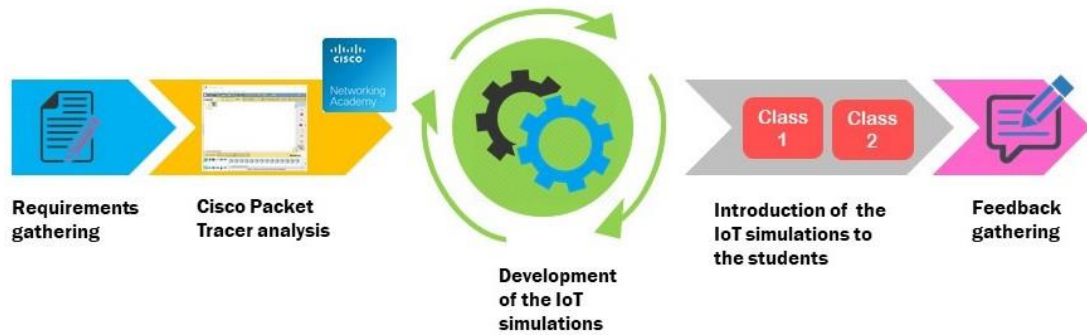 CISCO
Networking
Academy
Class
1
Class
2
Requirements
gathering
Cisco Packet
Tracer analysis
Development
of the IoT
simulations
Introduction of the
IoT simulations to
the students
Feedback
gathering